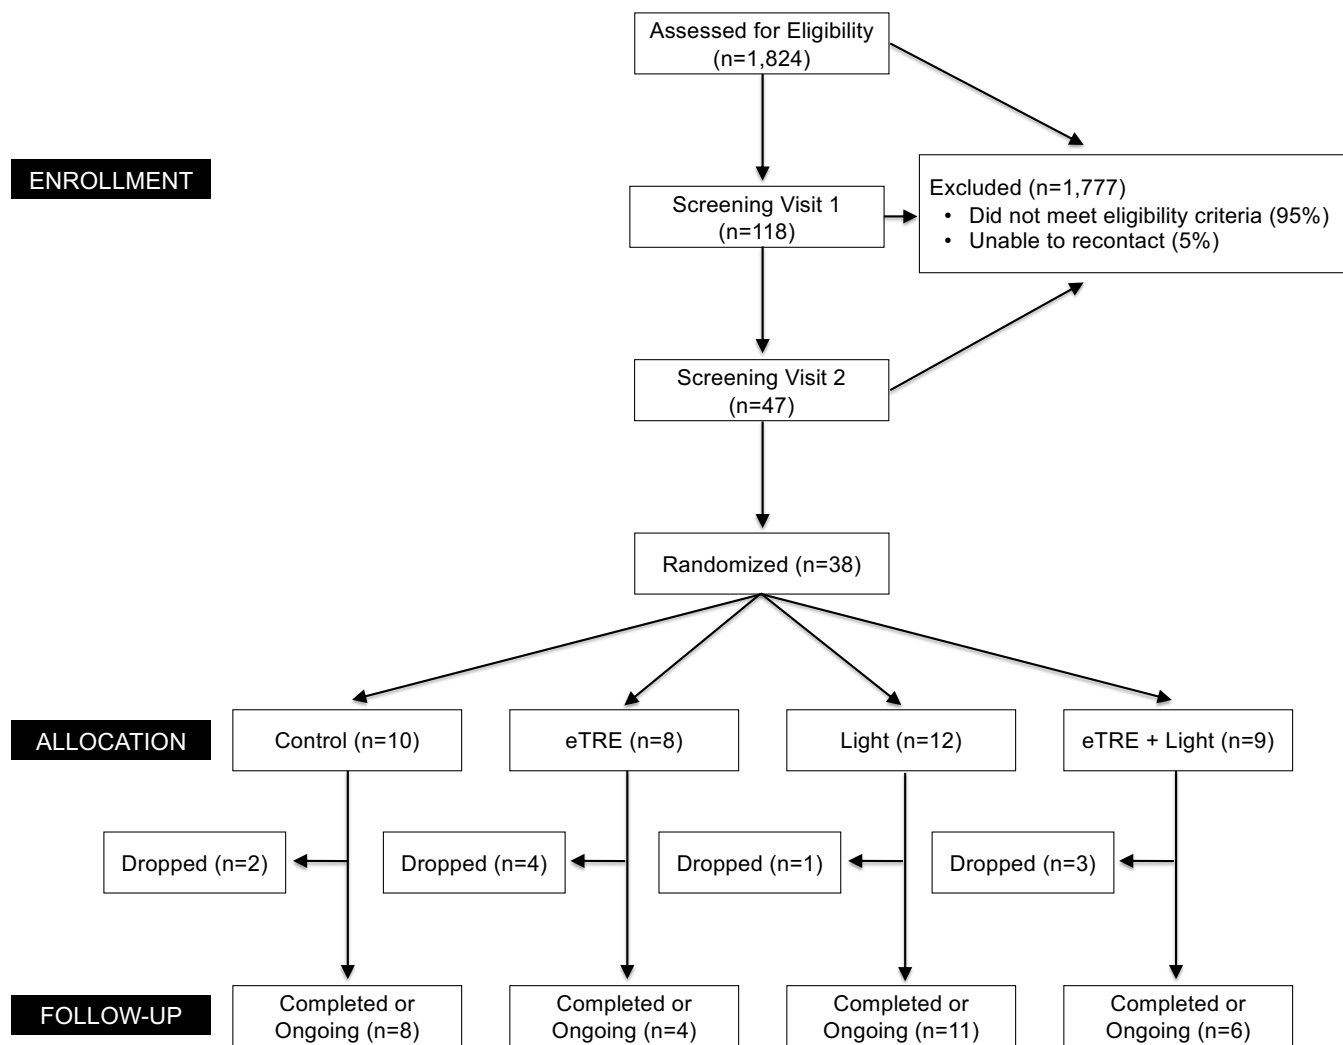 Assessed for Eligibility
(n=1,824)
ENROLLMENT
Excluded (n=1,777)
• Did not meet eligibility criteria (95%)
• Unable to recontact (5%)
Screening Visit 1
(n=118)
Screening Visit 2
(n=47)
Randomized (n=38)
ALLOCATION
Control (n=10)
eTRE (n=8)
Light (n=12)
eTRE + Light (n=9)
Dropped (n=2)
Dropped (n=4)
Dropped (n=1)
Dropped (n=3)
FOLLOW-UP
Completed or
Ongoing (n=8)
Completed or
Ongoing (n=4)
Completed or
Ongoing (n=11)
Completed or
Ongoing (n=6)